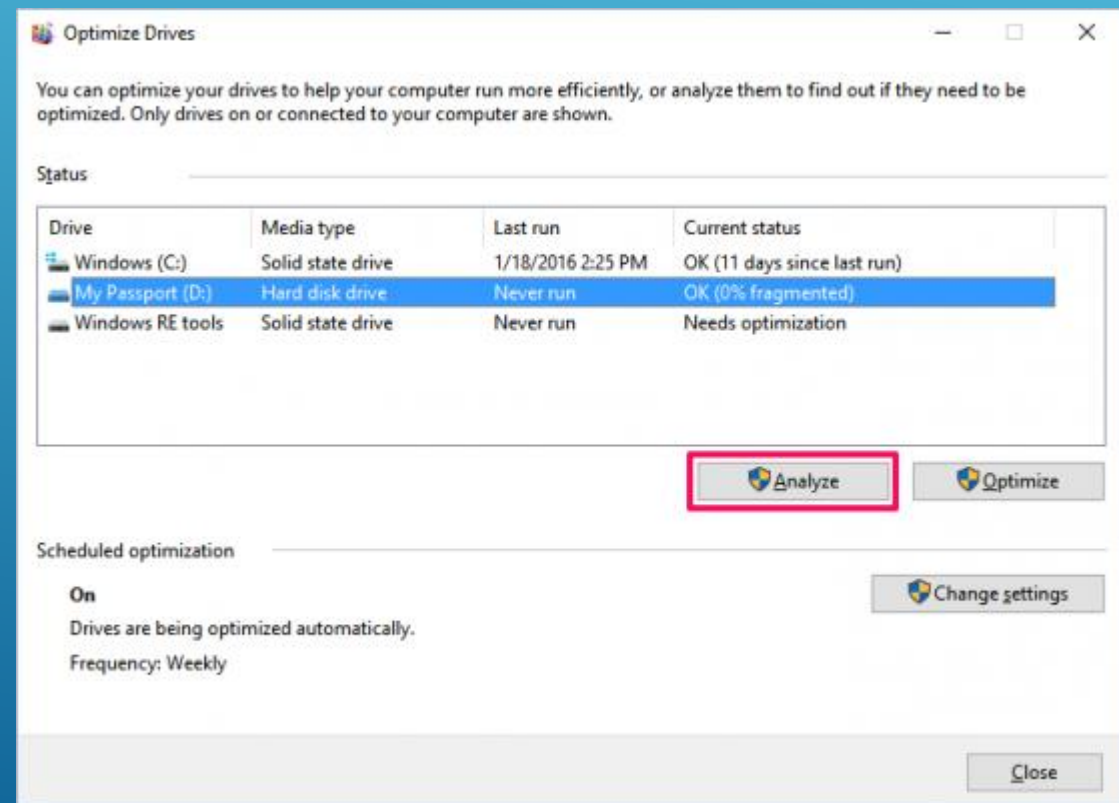 Optimize Drives
You can optimize your drives to help your computer run more efficiently, or analyze them to find out if they need to be
optimized. Only drives on or connected to your computer are shown.
Status
Drive Media type Last run Current status
Windows (C:) Solid state drive 1/18/2016 2:25 PM OK (11 days since last run)
My Passport (D:) Hard disk drive Never run OK (0% fragmented)
Windows RE tools Solid state drive Never run Needs optimization
Analyze Optimize
Scheduled optimization
On Change settings
Drives are being optimized automatically.
Frequency: Weekly
Close